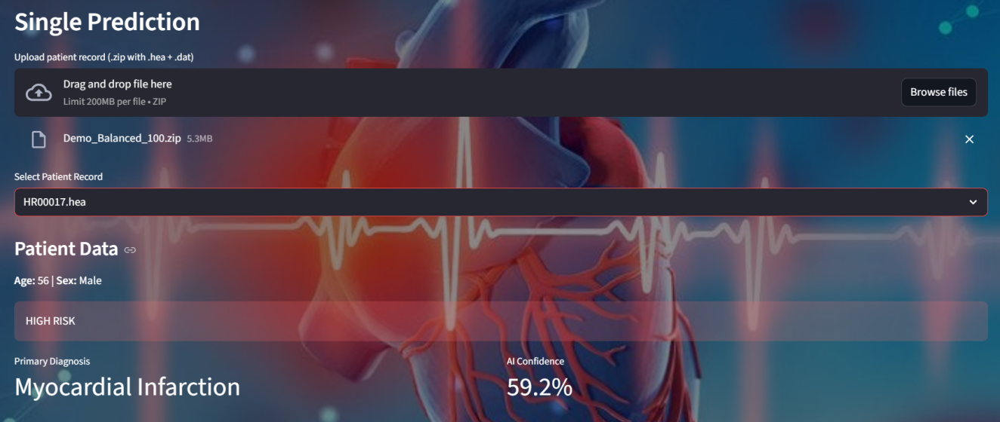 Single Prediction
Upload patient record (.zip with .hea + .dat)
Drag and drop file here
Limit 200MB per file • ZIP
Browse files
Demo_Balanced_100.zip 5.3MB
Select Patient Record
HR00017.hea
Patient Data
Age: 56 | Sex: Male
HIGH RISK
Primary Diagnosis
Myocardial Infarction
AI Confidence
59.2%